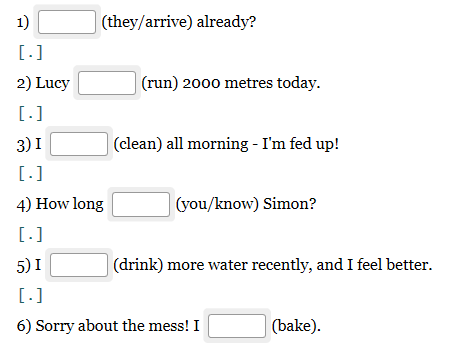 1) (they/arrive) already?
[.]
2) Lucy (run) 2000 metres today.
[.]
3) I (clean) all morning - I'm fed up!
[.]
4) How long (you/know) Simon?
[.]
5) I (drink) more water recently, and I feel better.
[.]
6) Sorry about the mess! I (bake).